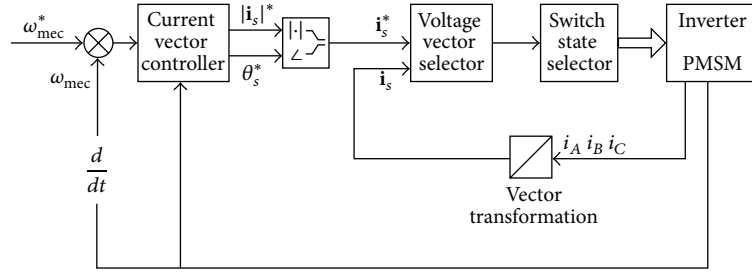 ω*mec
ωmec
d
dt
Current
vector
controller
|is|*
θ*s
|·|
∠
i*s
is
Voltage
vector
selector
Switch
state
selector
Inverter
PMSM
iA iB iC
Vector
transformation